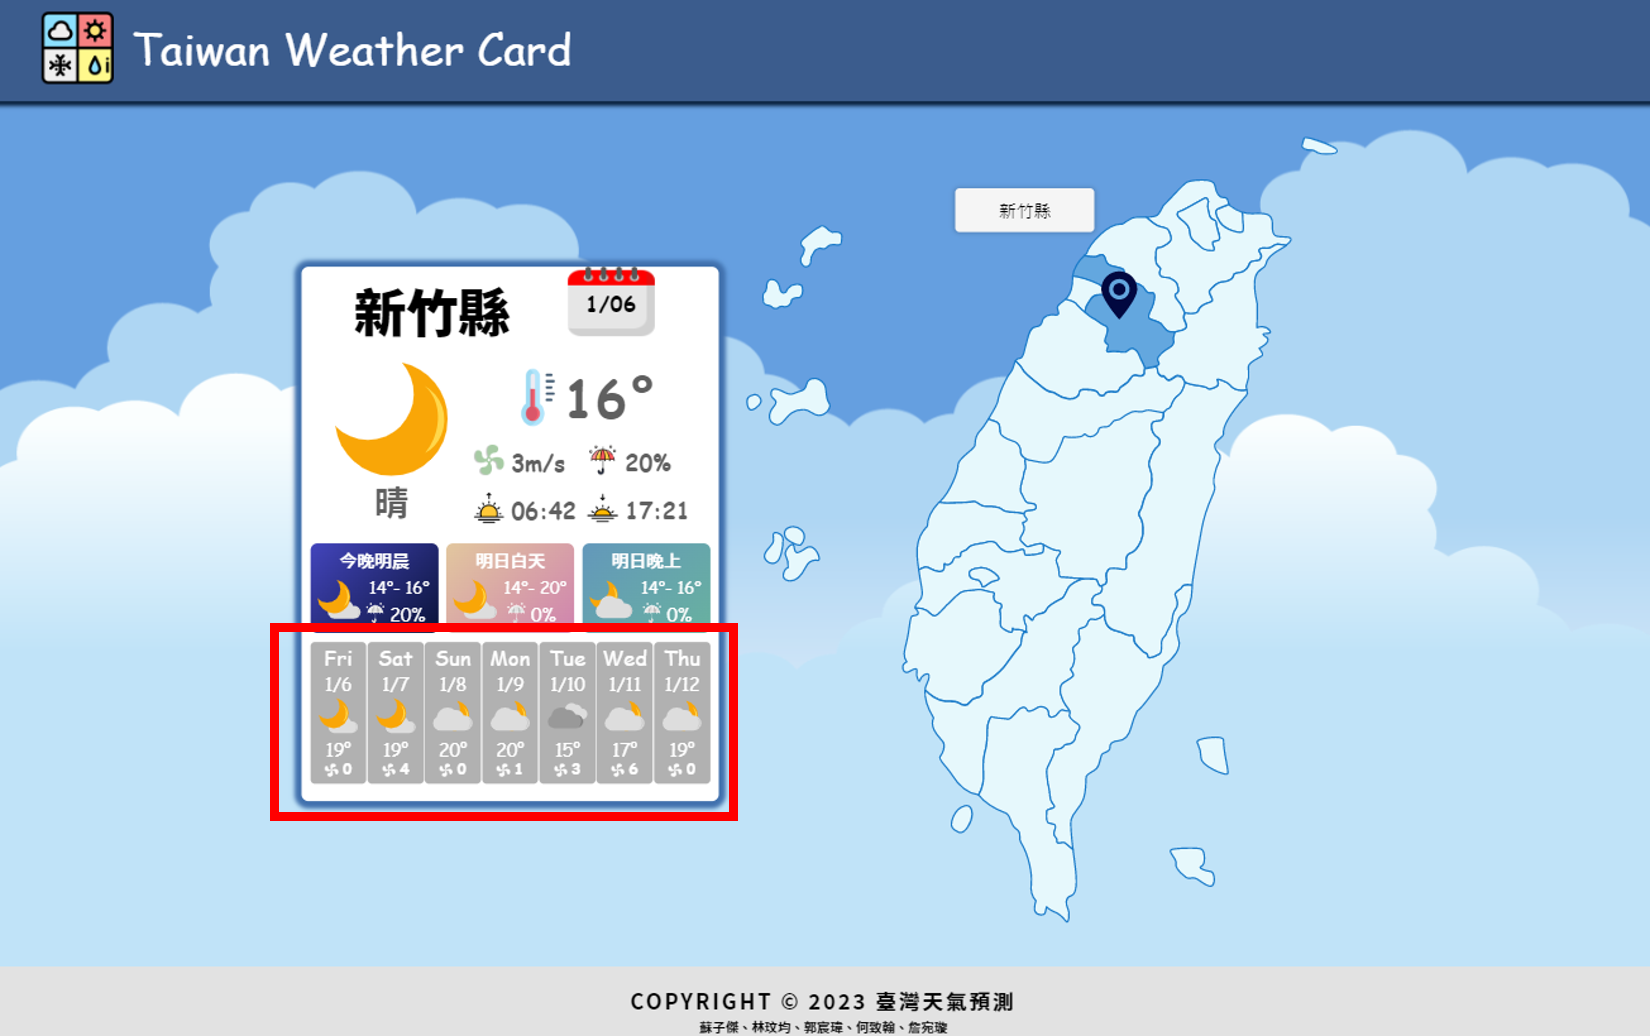 Taiwan Weather Card
新竹縣
新竹縣
1/06
16°
3m/s 20%
晴
06:42 17:21
今晚明晨
14°- 16°
20%
明日白天
14°- 20°
0%
明日晚上
14°- 16°
0%
Fri Sat Sun Mon Tue Wed Thu
1/6 1/7 1/8 1/9 1/10 1/11 1/12
19° 19° 20° 20° 15° 17° 19°
0 4 0 1 3 6 0
COPYRIGHT © 2023 臺灣天氣預測
蘇子傑、林玟均、郭宸瑋、何致翰、詹宛璇